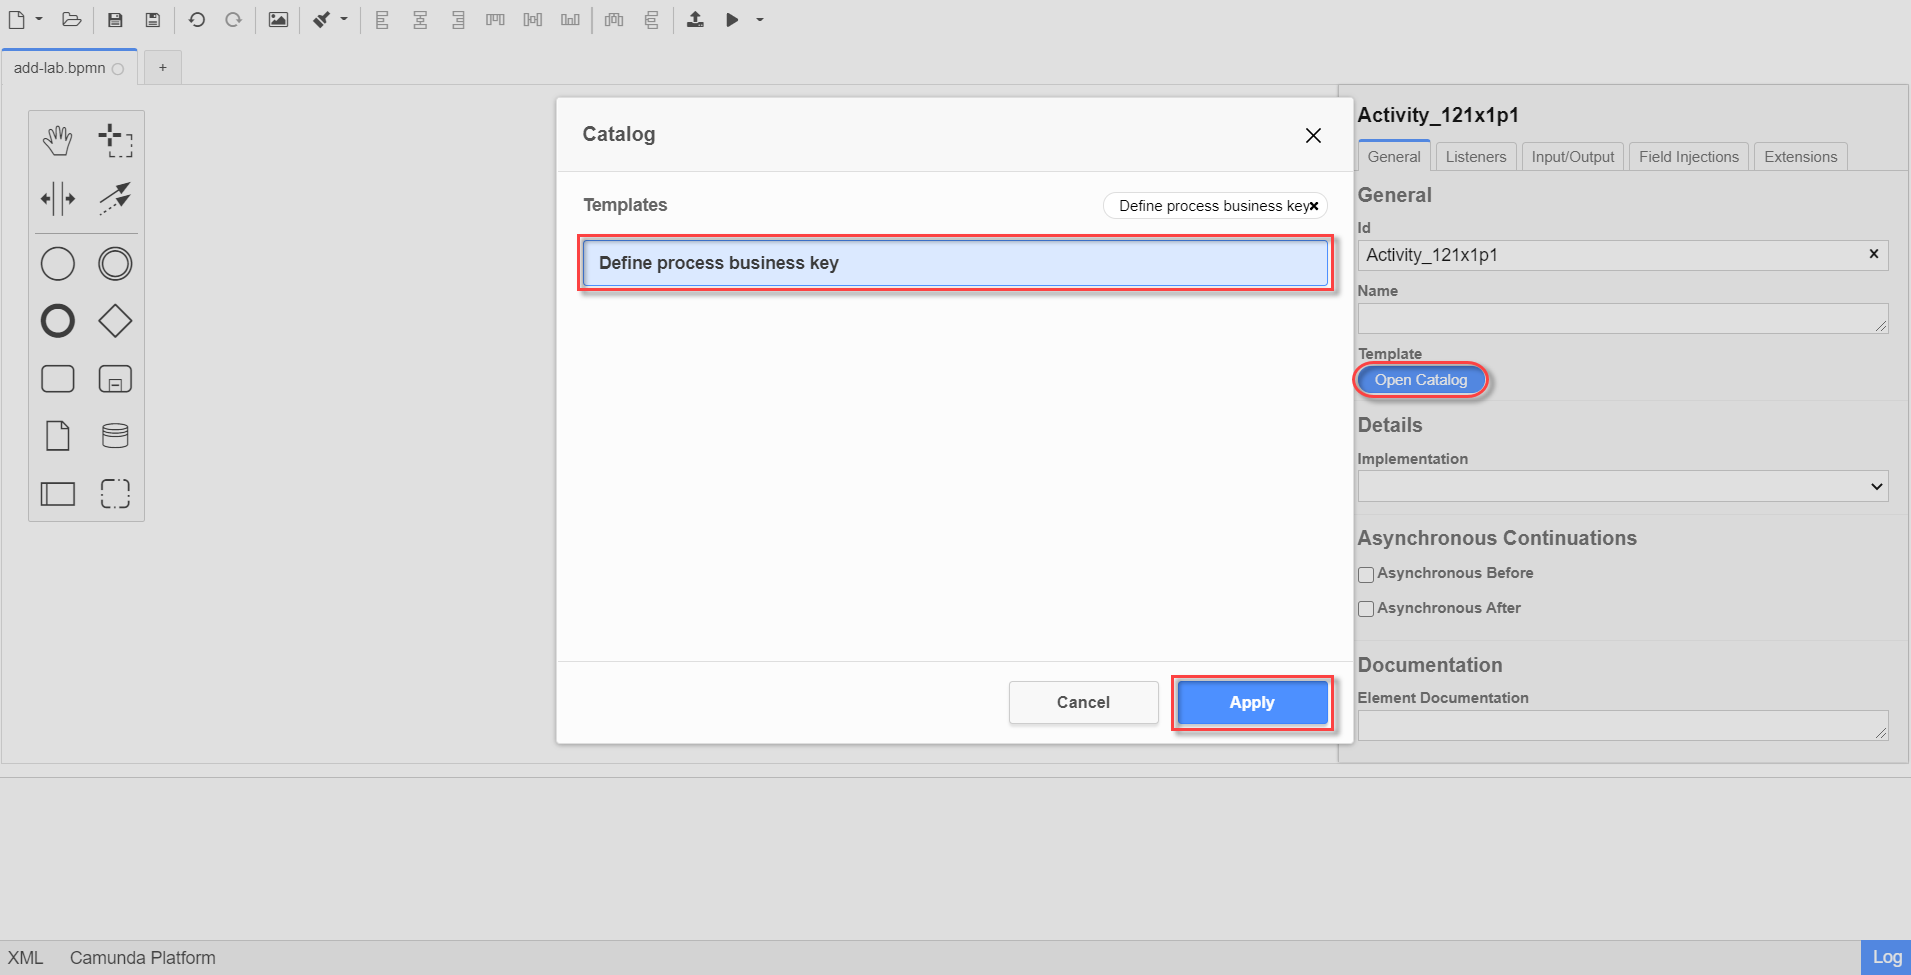 add-lab.bpmn
+
Catalog
Templates
Define process business key
Define process business key
Cancel
Apply
Activity_121x1p1
General
Listeners
Input/Output
Field Injections
Extensions
General
Id
Activity_121x1p1
Name
Template
Open Catalog
Details
Implementation
Asynchronous Continuations
Asynchronous Before
Asynchronous After
Documentation
Element Documentation
XML
Camunda Platform
Log